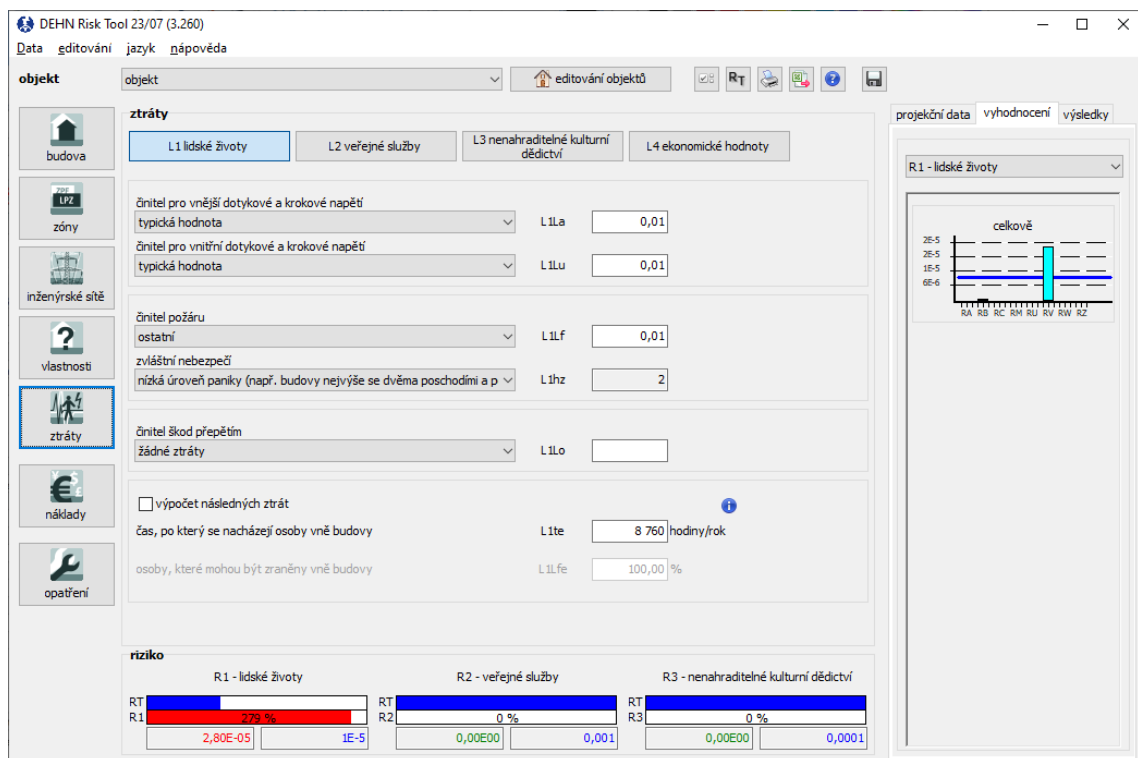 DEHN Risk Tool 23/07 (3.260)
Data editování jazyk nápověda
objekt objekt editování objektů RT
budova
zóny
inženýrské sítě
vlastnosti
ztráty
náklady
opatření
ztráty
L1 lidské životy L2 veřejné služby L3 nenahraditelné kulturní dědictví L4 ekonomické hodnoty
činitel pro vnější dotykové a krokové napětí
typická hodnota L1La 0,01
činitel pro vnitřní dotykové a krokové napětí
typická hodnota L1Lu 0,01
činitel požáru
ostatní L1Lf 0,01
zvláštní nebezpečí
nízká úroveň paniky (např. budovy nejvýše se dvěma poschodími a p L1hz 2
činitel škod přepětím
žádné ztráty L1Lo
výpočet následných ztrát
čas, po který se nacházejí osoby vně budovy L1te 8 760 hodiny/rok
osoby, které mohou být zraněny vně budovy L1Lfe 100,00 %
riziko
R1 - lidské životy R2 - veřejné služby R3 - nenahraditelné kulturní dědictví
RT RT RT
R1 279 % R2 0 % R3 0 %
2,80E-05 1E-5 0,00E00 0,001 0,00E00 0,0001
projekční data vyhodnocení výsledky
R1 - lidské životy
celkově
2E-5
2E-5
1E-5
6E-6
RA RB RC RM RU RV RW RZ